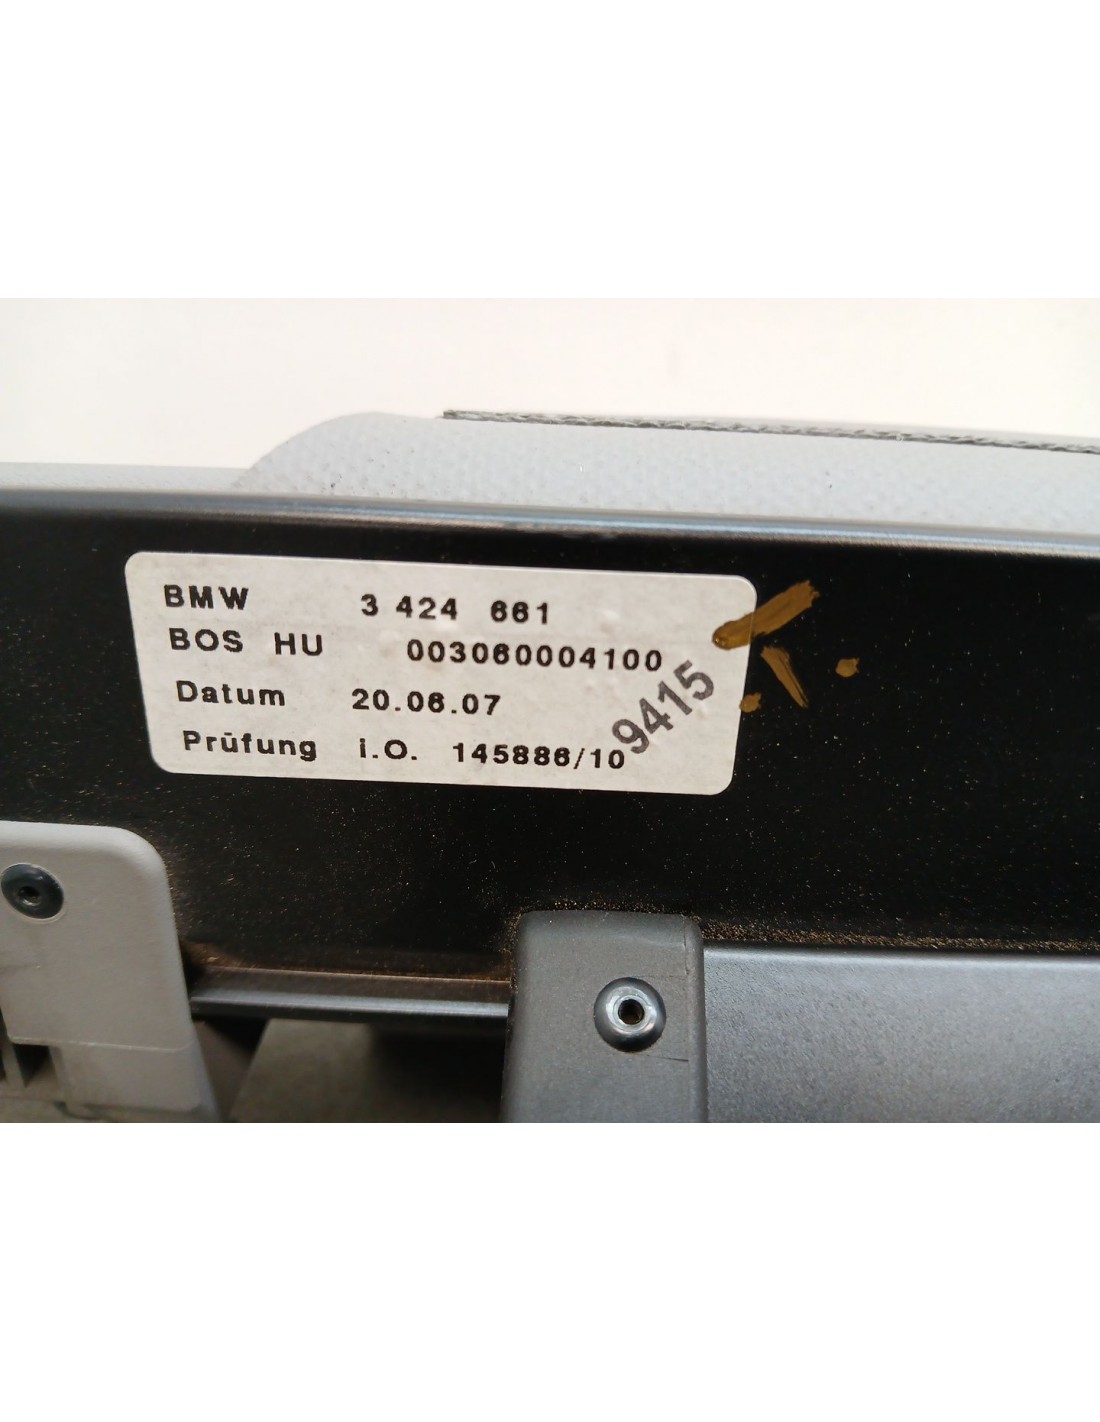 BMW 3 424 661
BOS HU 003060004100
Datum 20.06.07
Prüfung i.O. 145886/10
9415